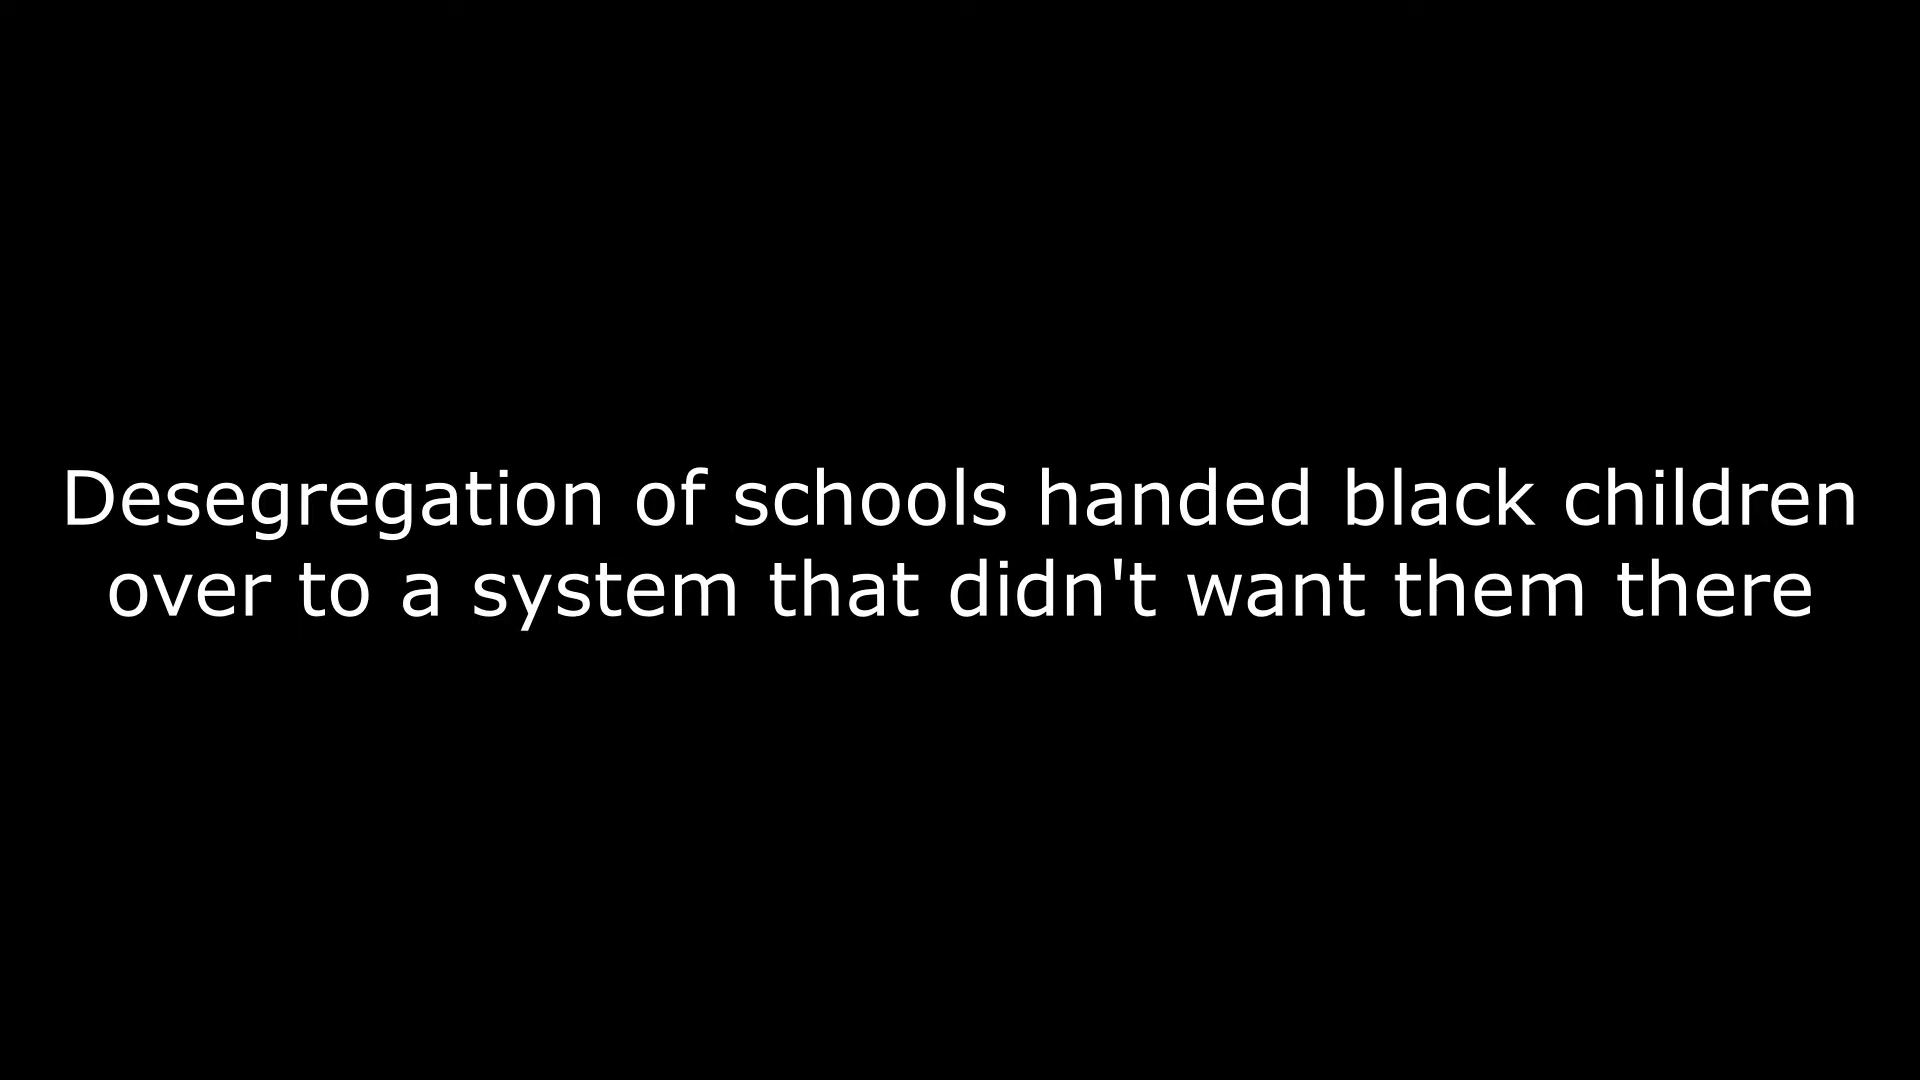 Desegregation of schools handed black children
over to a system that didn't want them there